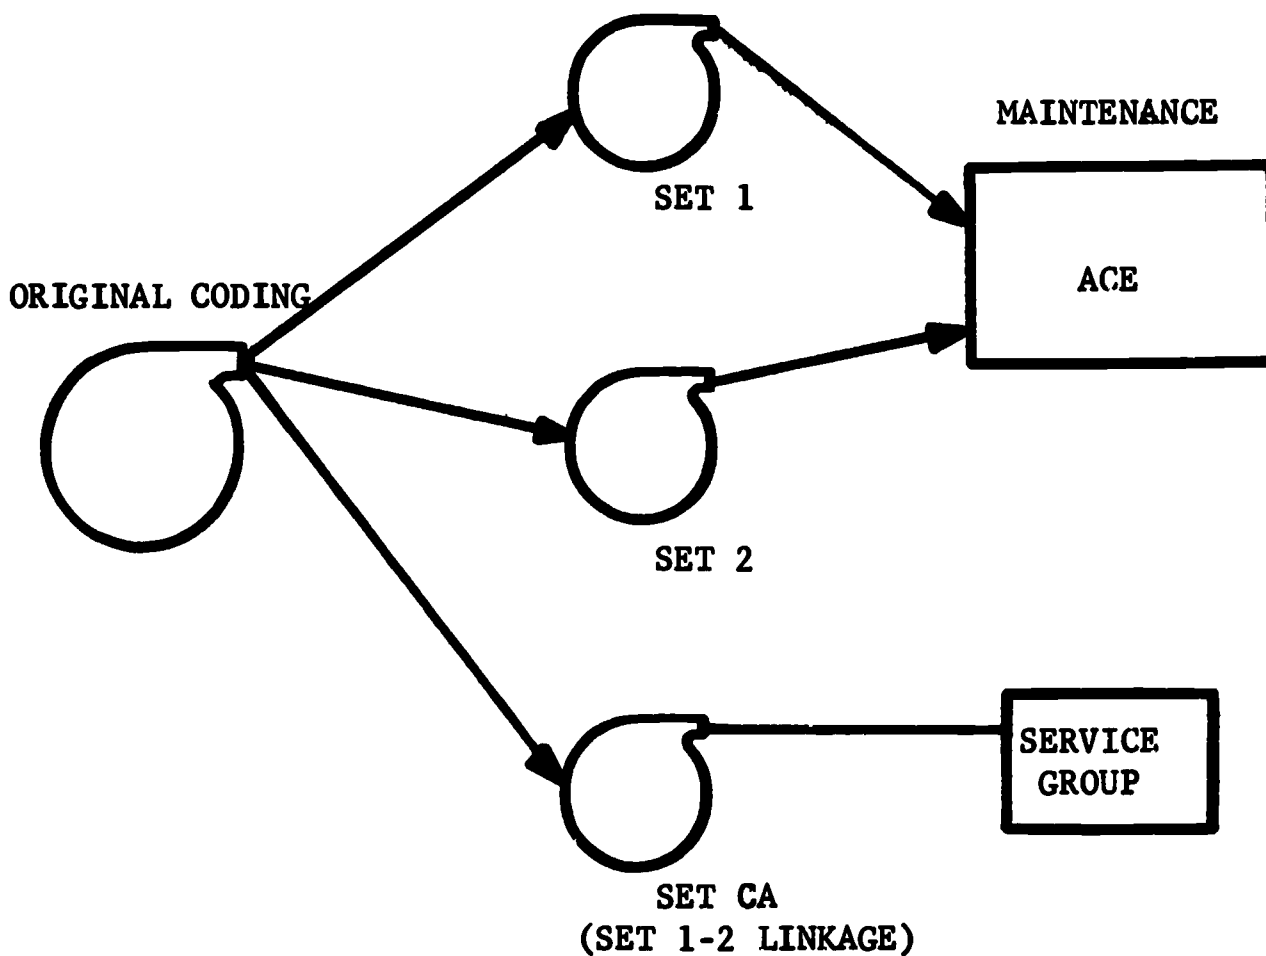 MAINTENANCE
SET 1
ACE
ORIGINAL CODING
SET 2
SERVICE
GROUP
SET CA
(SET 1-2 LINKAGE)